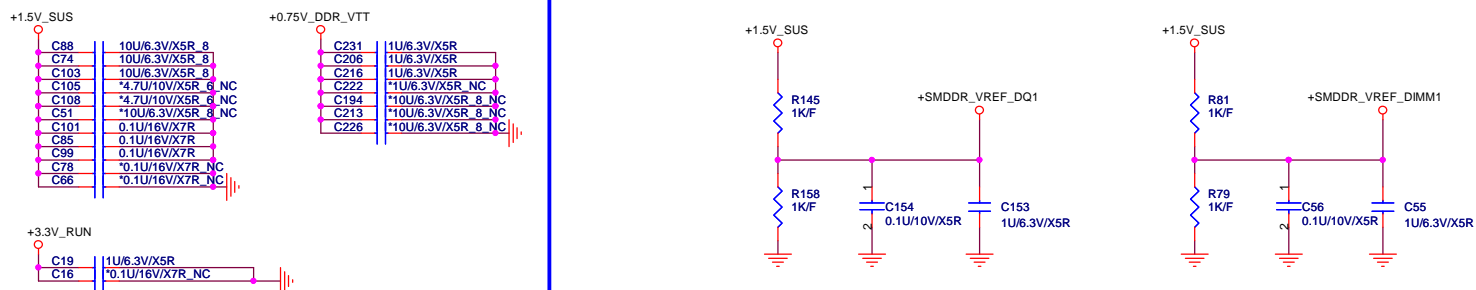 +1.5V_SUS
C88 10U/6.3V/X5R_8
C74 10U/6.3V/X5R_8
C103 10U/6.3V/X5R_8
C105 *4.7U/10V/X5R_6_NC
C108 *4.7U/10V/X5R_6_NC
C51 *10U/6.3V/X5R_8_NC
C101 0.1U/16V/X7R
C85 0.1U/16V/X7R
C99 0.1U/16V/X7R
C78 *0.1U/16V/X7R_NC
C66 *0.1U/16V/X7R_NC
+0.75V_DDR_VTT
C231 1U/6.3V/X5R
C206 1U/6.3V/X5R
C216 1U/6.3V/X5R
C222 *1U/6.3V/X5R_NC
C194 *10U/6.3V/X5R_8_NC
C213 *10U/6.3V/X5R_8_NC
C226 *10U/6.3V/X5R_8_NC
+3.3V_RUN
C19 1U/6.3V/X5R
C16 *0.1U/16V/X7R_NC
+1.5V_SUS
R145
1K/F
+SMDDR_VREF_DQ1
R158
1K/F
1
2
C154
0.1U/10V/X5R
C153
1U/6.3V/X5R
+1.5V_SUS
R81
1K/F
+SMDDR_VREF_DIMM1
R79
1K/F
1
2
C56
0.1U/10V/X5R
C55
1U/6.3V/X5R